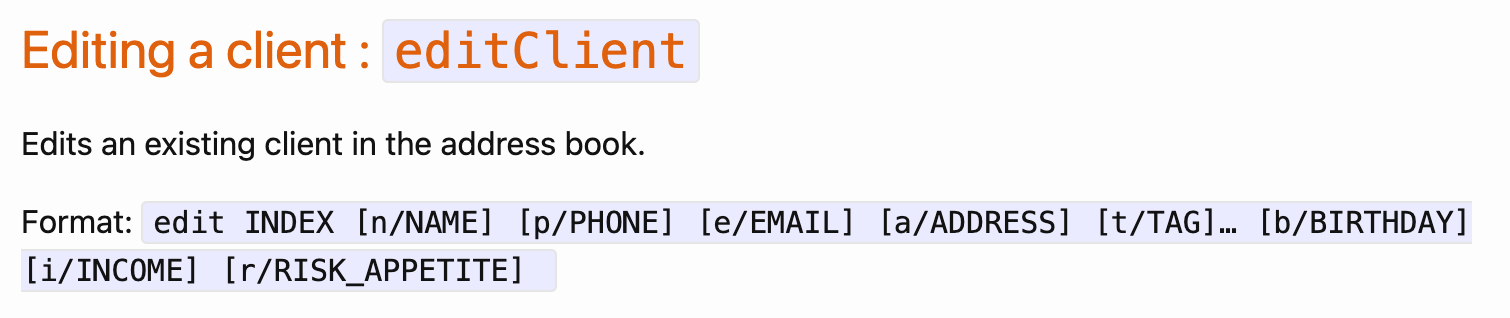 Editing a client : editClient
Edits an existing client in the address book.
Format: edit INDEX [n/NAME] [p/PHONE] [e/EMAIL] [a/ADDRESS] [t/TAG]… [b/BIRTHDAY]
[i/INCOME] [r/RISK_APPETITE]